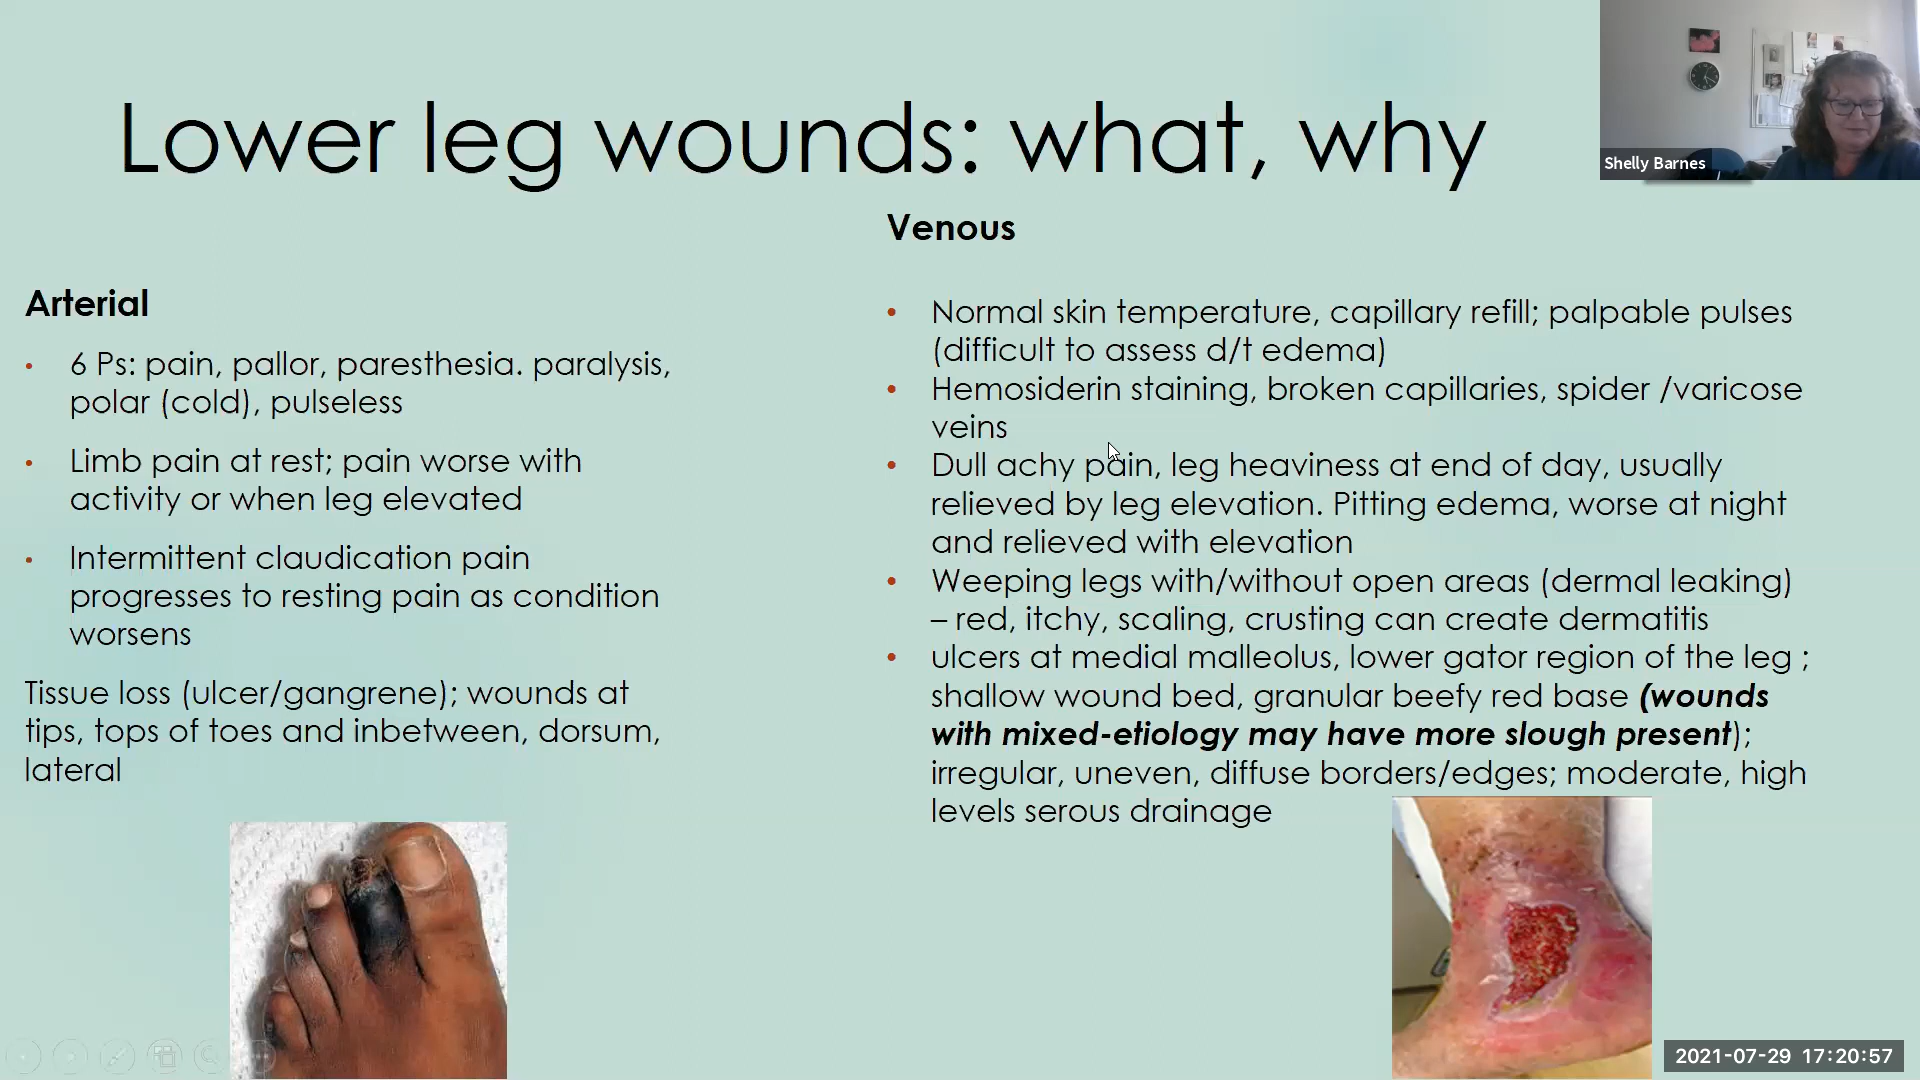 Lower leg wounds: what, why
Shelly Barnes
Arterial
• 6 Ps: pain, pallor, paresthesia. paralysis,
polar (cold), pulseless
• Limb pain at rest; pain worse with
activity or when leg elevated
• Intermittent claudication pain
progresses to resting pain as condition
worsens
Tissue loss (ulcer/gangrene); wounds at
tips, tops of toes and inbetween, dorsum,
lateral
Venous
• Normal skin temperature, capillary refill; palpable pulses
(difficult to assess d/t edema)
• Hemosiderin staining, broken capillaries, spider /varicose
veins
• Dull achy pain, leg heaviness at end of day, usually
relieved by leg elevation. Pitting edema, worse at night
and relieved with elevation
• Weeping legs with/without open areas (dermal leaking)
– red, itchy, scaling, crusting can create dermatitis
• ulcers at medial malleolus, lower gator region of the leg ;
shallow wound bed, granular beefy red base (wounds
with mixed-etiology may have more slough present);
irregular, uneven, diffuse borders/edges; moderate, high
levels serous drainage
2021-07-29 17:20:57